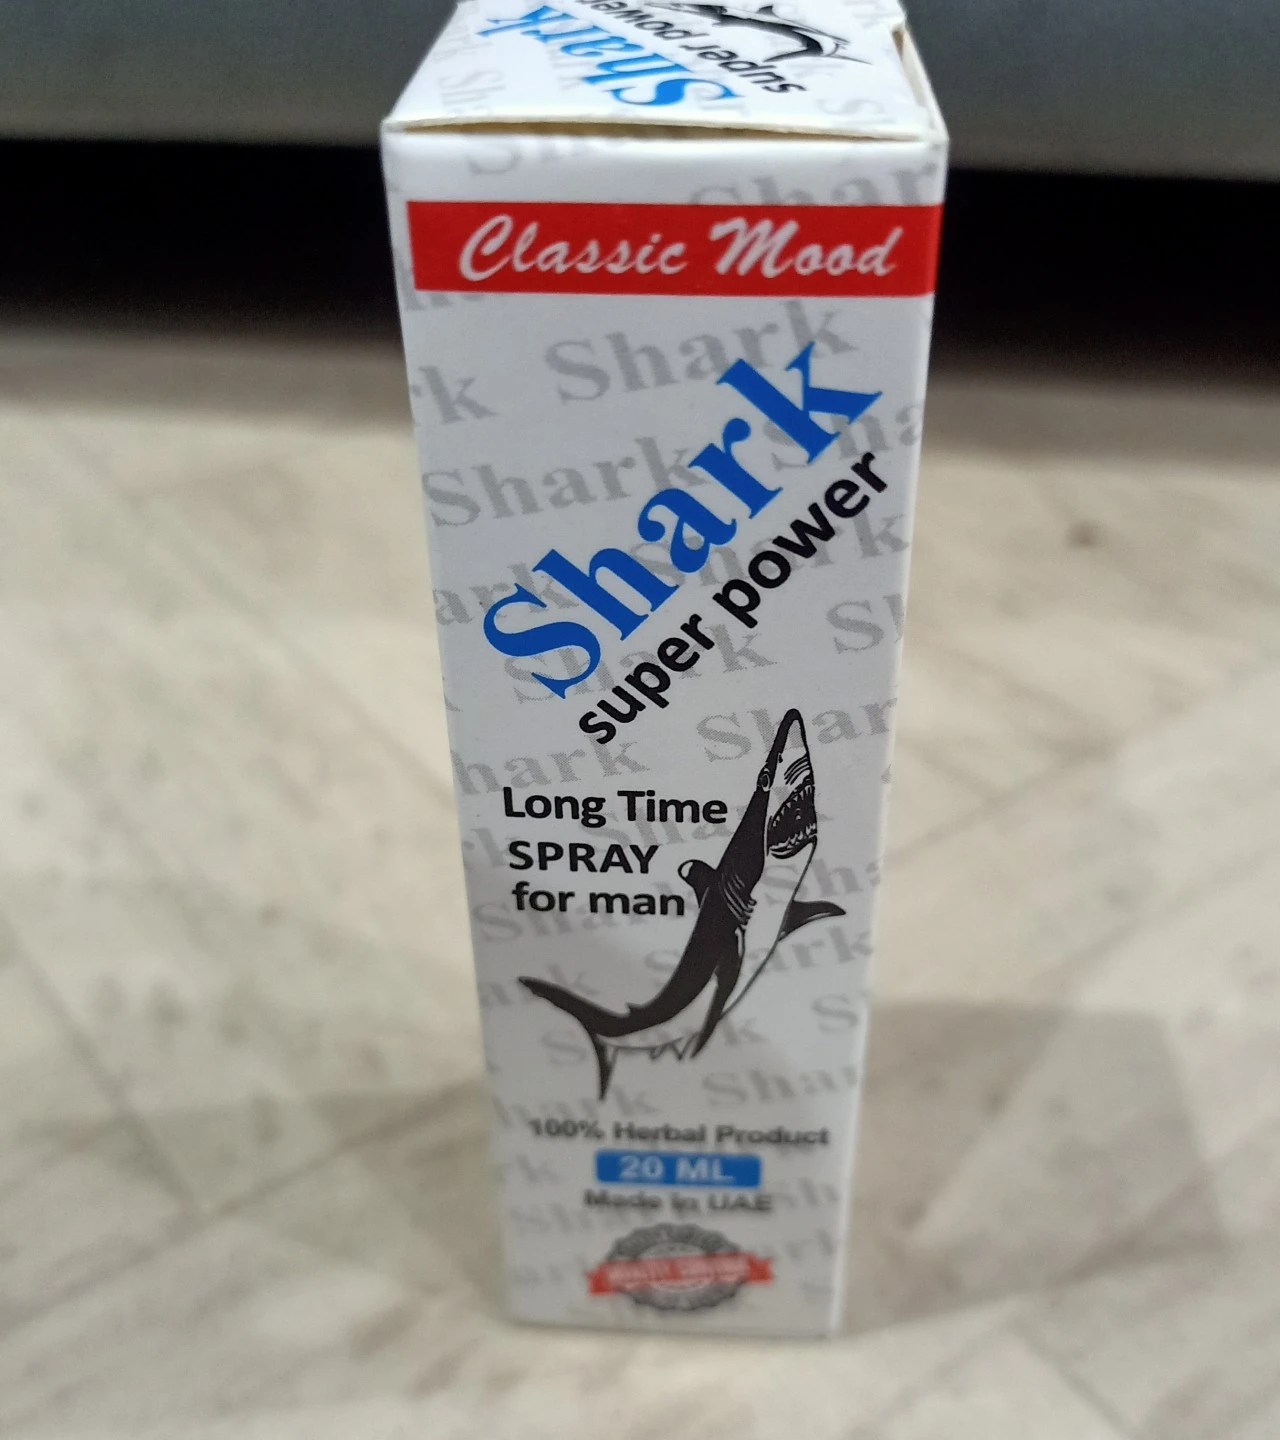 Shark
super power
Classic Mood
Shark
super power
Long Time
SPRAY
for man
100% Herbal Product
20 ML
Made in UAE